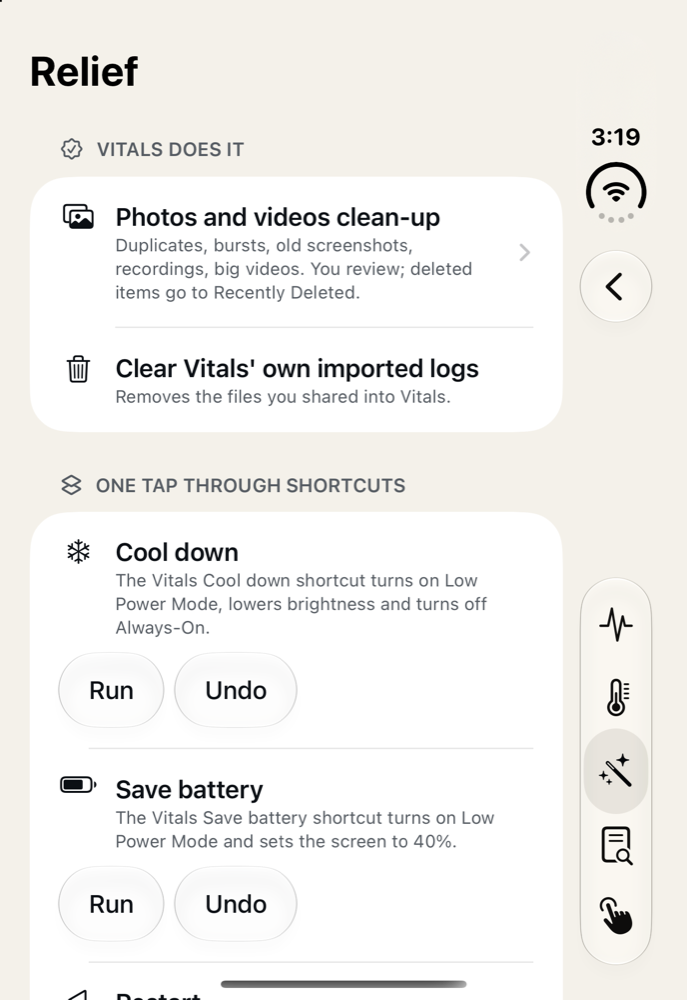 Relief
3:19
VITALS DOES IT
Photos and videos clean-up
Duplicates, bursts, old screenshots,
recordings, big videos. You review; deleted
items go to Recently Deleted.
Clear Vitals' own imported logs
Removes the files you shared into Vitals.
ONE TAP THROUGH SHORTCUTS
Cool down
The Vitals Cool down shortcut turns on Low
Power Mode, lowers brightness and turns off
Always-On.
Run Undo
Save battery
The Vitals Save battery shortcut turns on Low
Power Mode and sets the screen to 40%.
Run Undo
Restart